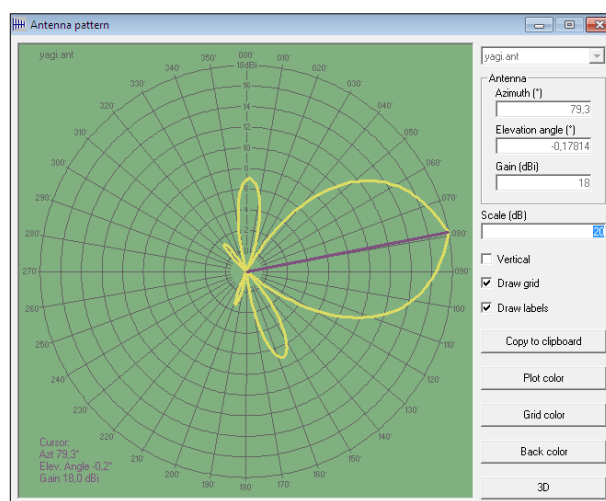 Antenna pattern
yagi.ant
000'
010'
020'
030'
040'
050'
060'
070'
080'
090'
100'
110'
120'
130'
140'
150'
160'
170'
180'
190'
200'
210'
220'
230'
240'
250'
260'
270'
280'
290'
300'
310'
320'
340'
350'
18dBi
16
14
12
10
8
6
4
2
0
Cursor:
Azt 79,3°
Elev. Angle -0,2°
Gain 18,0 dBi
yagi.ant
Antenna
Azimuth (°)
79,3
Elevation angle (°)
-0,17814
Gain (dBi)
18
Scale (dB)
20
Vertical
Draw grid
Draw labels
Copy to clipboard
Plot color
Grid color
Back color
3D